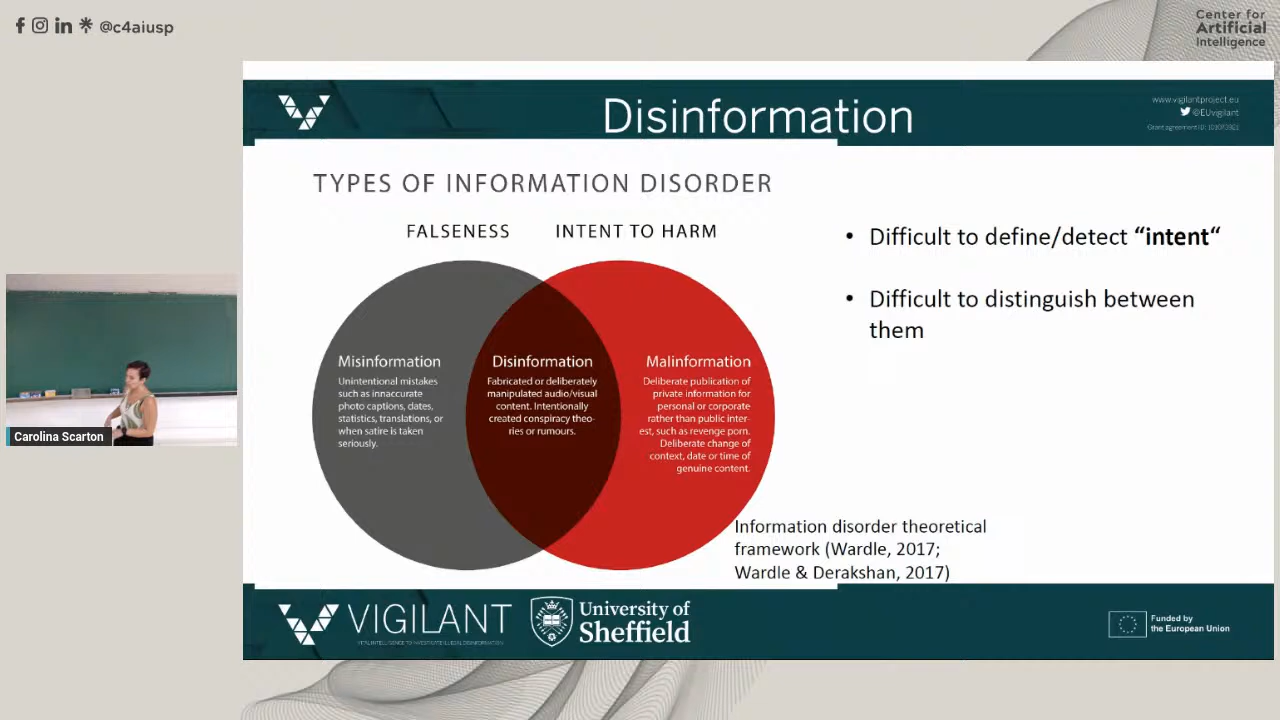 @c4aiusp
Center for
Artificial
Intelligence
Disinformation
www.vigilantproject.eu
@EUvigilant
Grant agreement ID:
TYPES OF INFORMATION DISORDER
FALSENESS
INTENT TO HARM
Misinformation
Unintentional mistakes
such as innaccurate
photo captions, dates,
statistics, translations, or
when satire is taken
seriously.
Disinformation
Fabricated or deliberately
manipulated audio/visual
content. Intentionally
created conspiracy theo-
ries or rumours.
Malinformation
Deliberate publication of
private information for
personal or corporate
rather than public inter-
est, such as revenge porn.
Deliberate change of
context, date or time of
genuine content.
• Difficult to define/detect “intent“
• Difficult to distinguish between
them
Information disorder theoretical
framework (Wardle, 2017;
Wardle & Derakshan, 2017)
Carolina Scarton
VIGILANT
University of
Sheffield
Funded by
the European Union